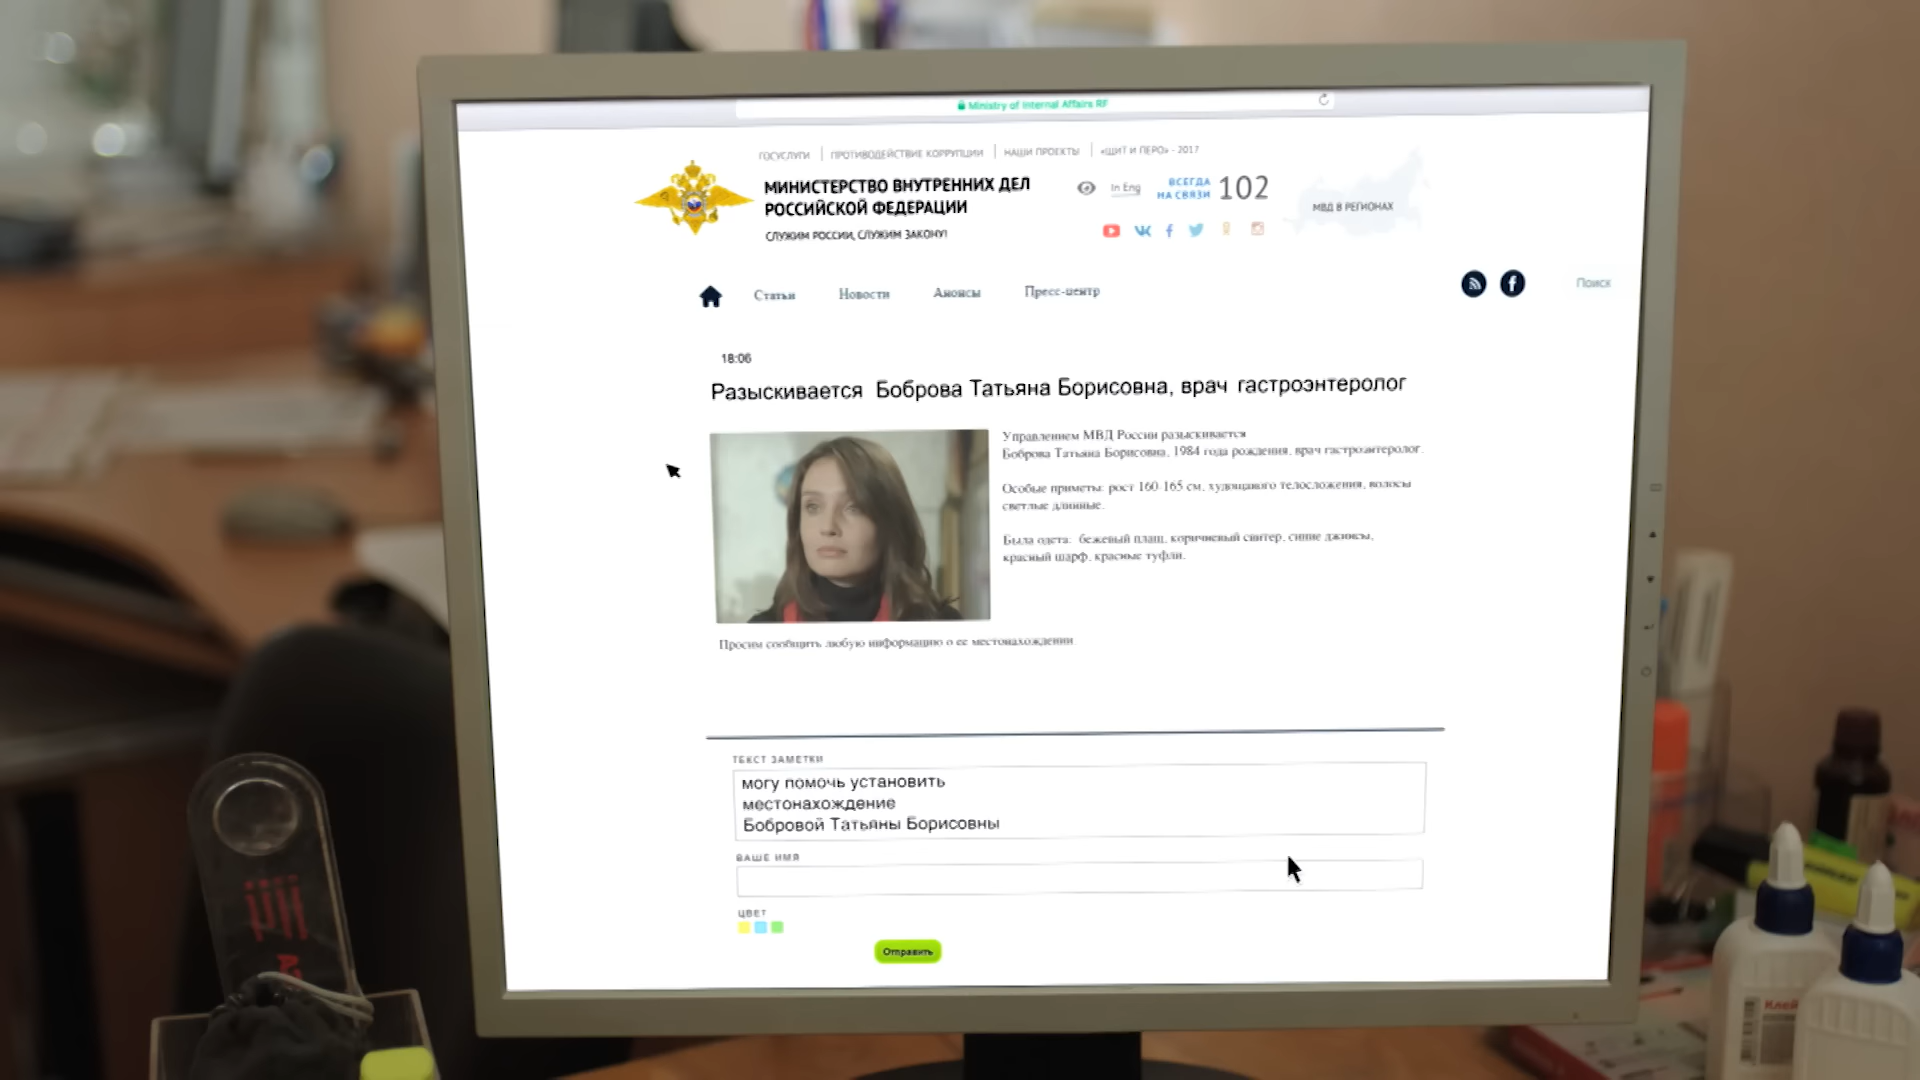 Ministry of Internal Affairs RF
ГОСУСЛУГИ ПРОТИВОДЕЙСТВИЕ КОРРУПЦИИ НАШИ ПРОЕКТЫ «ЩИТ И ПЕРО» - 2017
МИНИСТЕРСТВО ВНУТРЕННИХ ДЕЛ
РОССИЙСКОЙ ФЕДЕРАЦИИ
СЛУЖИМ РОССИИ, СЛУЖИМ ЗАКОНУ!
In Eng
ВСЕГДА
НА СВЯЗИ
102
МВД В РЕГИОНАХ
Статьи Новости Анонсы Пресс-центр
Поиск
18:06
Разыскивается Боброва Татьяна Борисовна, врач гастроэнтеролог
Управлением МВД России разыскивается
Боброва Татьяна Борисовна, 1984 года рождения, врач гастроэнтеролог.
Особые приметы: рост 160-165 см, худощавого телосложения, волосы
светлые длинные.
Была одета: бежевый плащ, коричневый свитер, синие джинсы,
красный шарф, красные туфли.
Просим сообщить любую информацию о ее местонахождении
ТЕКСТ ЗАМЕТКИ
могу помочь установить
местонахождение
Бобровой Татьяны Борисовны
ВАШЕ ИМЯ
ЦВЕТ
Отправить
Клей